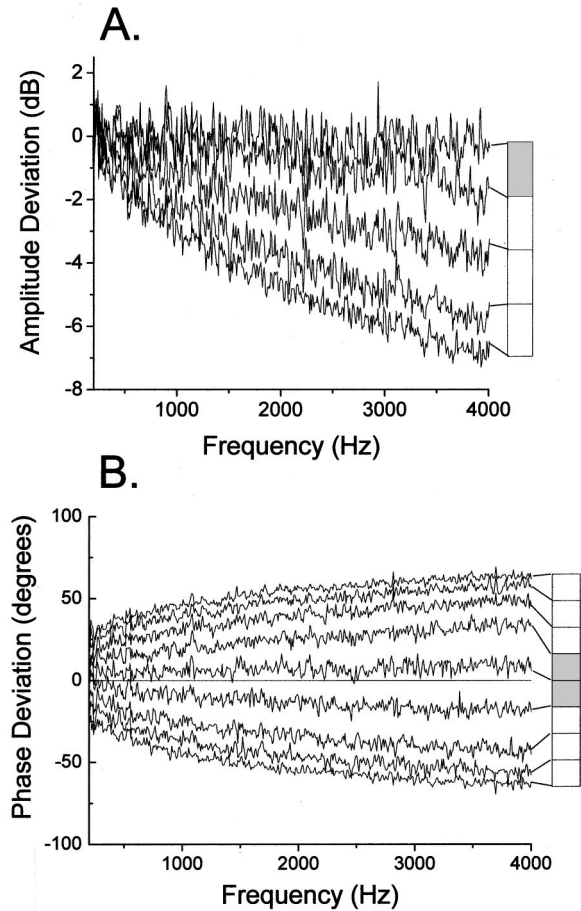 A.
Amplitude Deviation (dB)
2
0
-2
-4
-6
-8
1000 2000 3000 4000
Frequency (Hz)
B.
Phase Deviation (degrees)
100
50
0
-50
-100
1000 2000 3000 4000
Frequency (Hz)